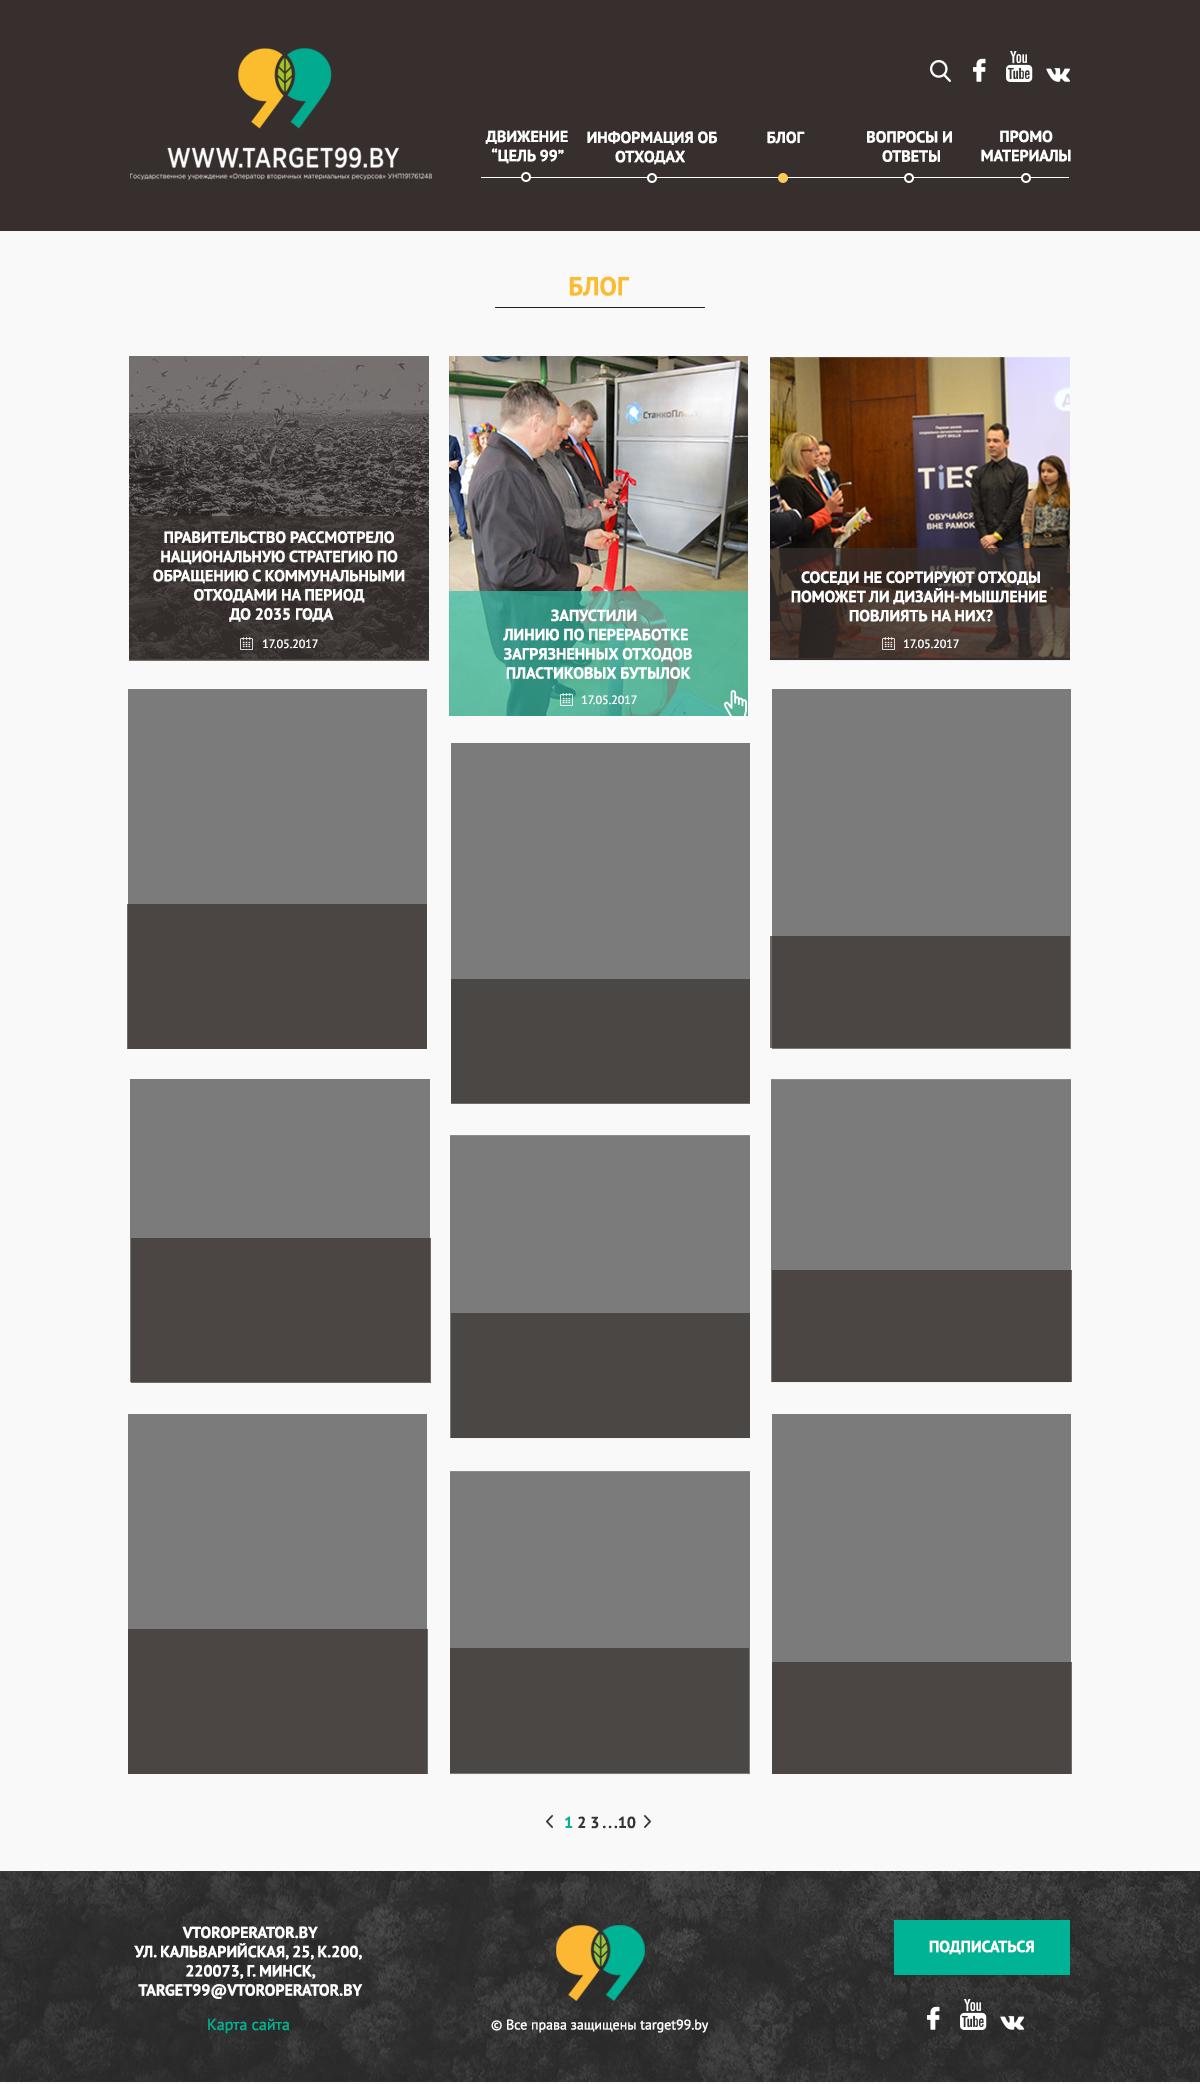 WWW.TARGET99.BY
Государственное учреждение «Оператор вторичных материальных ресурсов» УНП191761248
You
Tube
ДВИЖЕНИЕ
“ЦЕЛЬ 99”
ИНФОРМАЦИЯ ОБ
ОТХОДАХ
БЛОГ
ВОПРОСЫ И
ОТВЕТЫ
ПРОМО
МАТЕРИАЛЫ
БЛОГ
ПРАВИТЕЛЬСТВО РАССМОТРЕЛО
НАЦИОНАЛЬНУЮ СТРАТЕГИЮ ПО
ОБРАЩЕНИЮ С КОММУНАЛЬНЫМИ
ОТХОДАМИ НА ПЕРИОД
ДО 2035 ГОДА
17.05.2017
ЗАПУСТИЛИ
ЛИНИЮ ПО ПЕРЕРАБОТКЕ
ЗАГРЯЗНЕННЫХ ОТХОДОВ
ПЛАСТИКОВЫХ БУТЫЛОК
17.05.2017
SOFT SKILLS
TiES
ОБУЧАЙСЯ
ВНЕ РАМОК
СОСЕДИ НЕ СОРТИРУЮТ ОТХОДЫ
ПОМОЖЕТ ЛИ ДИЗАЙН-МЫШЛЕНИЕ
ПОВЛИЯТЬ НА НИХ?
17.05.2017
1 2 3 ...10
VTOROPERATOR.BY
УЛ. КАЛЬВАРИЙСКАЯ, 25, К.200,
220073, Г. МИНСК,
TARGET99@VTOROPERATOR.BY
Карта сайта
© Все права защищены target99.by
ПОДПИСАТЬСЯ
You
Tube